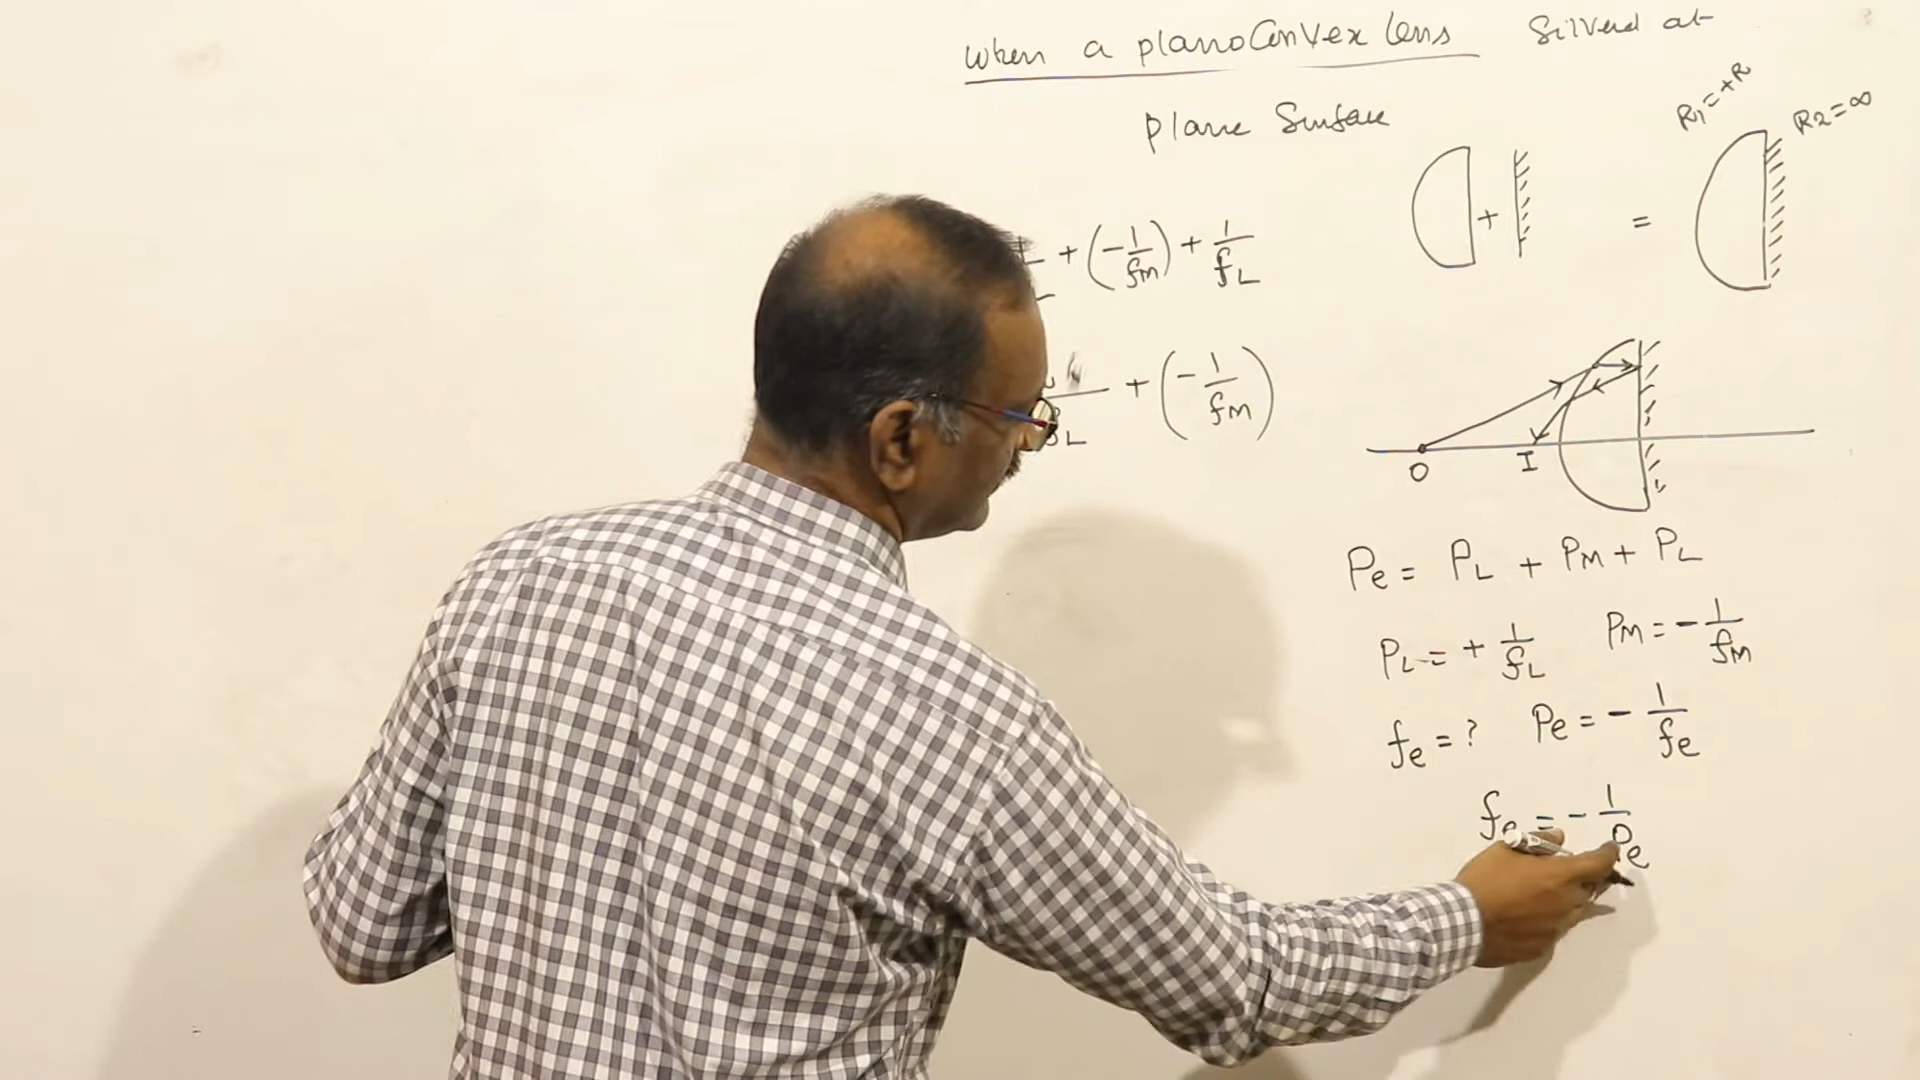 When a planoConvex lens Silverd at
plane Surface
R1=+R
R2=∞
+ =
+ (-1/fM) + 1/fL
+ (-1/fM)
O I
Pe = PL + PM + PL
PL = + 1/fL PM = - 1/fM
fe = ? Pe = - 1/fe
fe = - 1/Pe